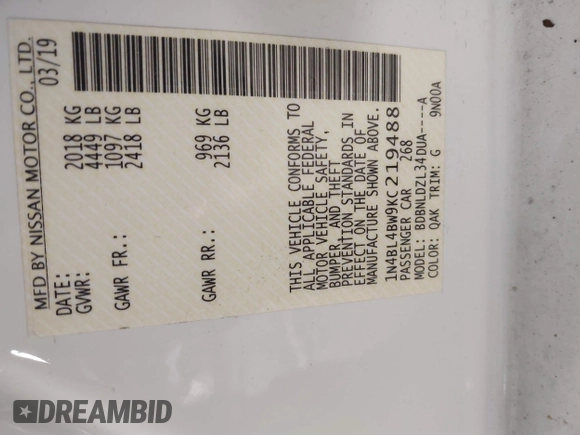 MFD BY NISSAN MOTOR CO., LTD.
DATE: 03/19
GVWR: 2018 KG
4449 LB
GAWR FR.: 1097 KG
2418 LB
GAWR RR.: 969 KG
2136 LB
THIS VEHICLE CONFORMS TO
ALL APPLICABLE FEDERAL
MOTOR VEHICLE SAFETY,
BUMPER, AND THEFT
PREVENTION STANDARDS IN
EFFECT ON THE DATE OF
MANUFACTURE SHOWN ABOVE.
1N4BL4BW9KC219488
PASSENGER CAR 268
MODEL: BDBNLDZL34DUA----A
COLOR: QAK TRIM: G 9N00A
DREAMBID